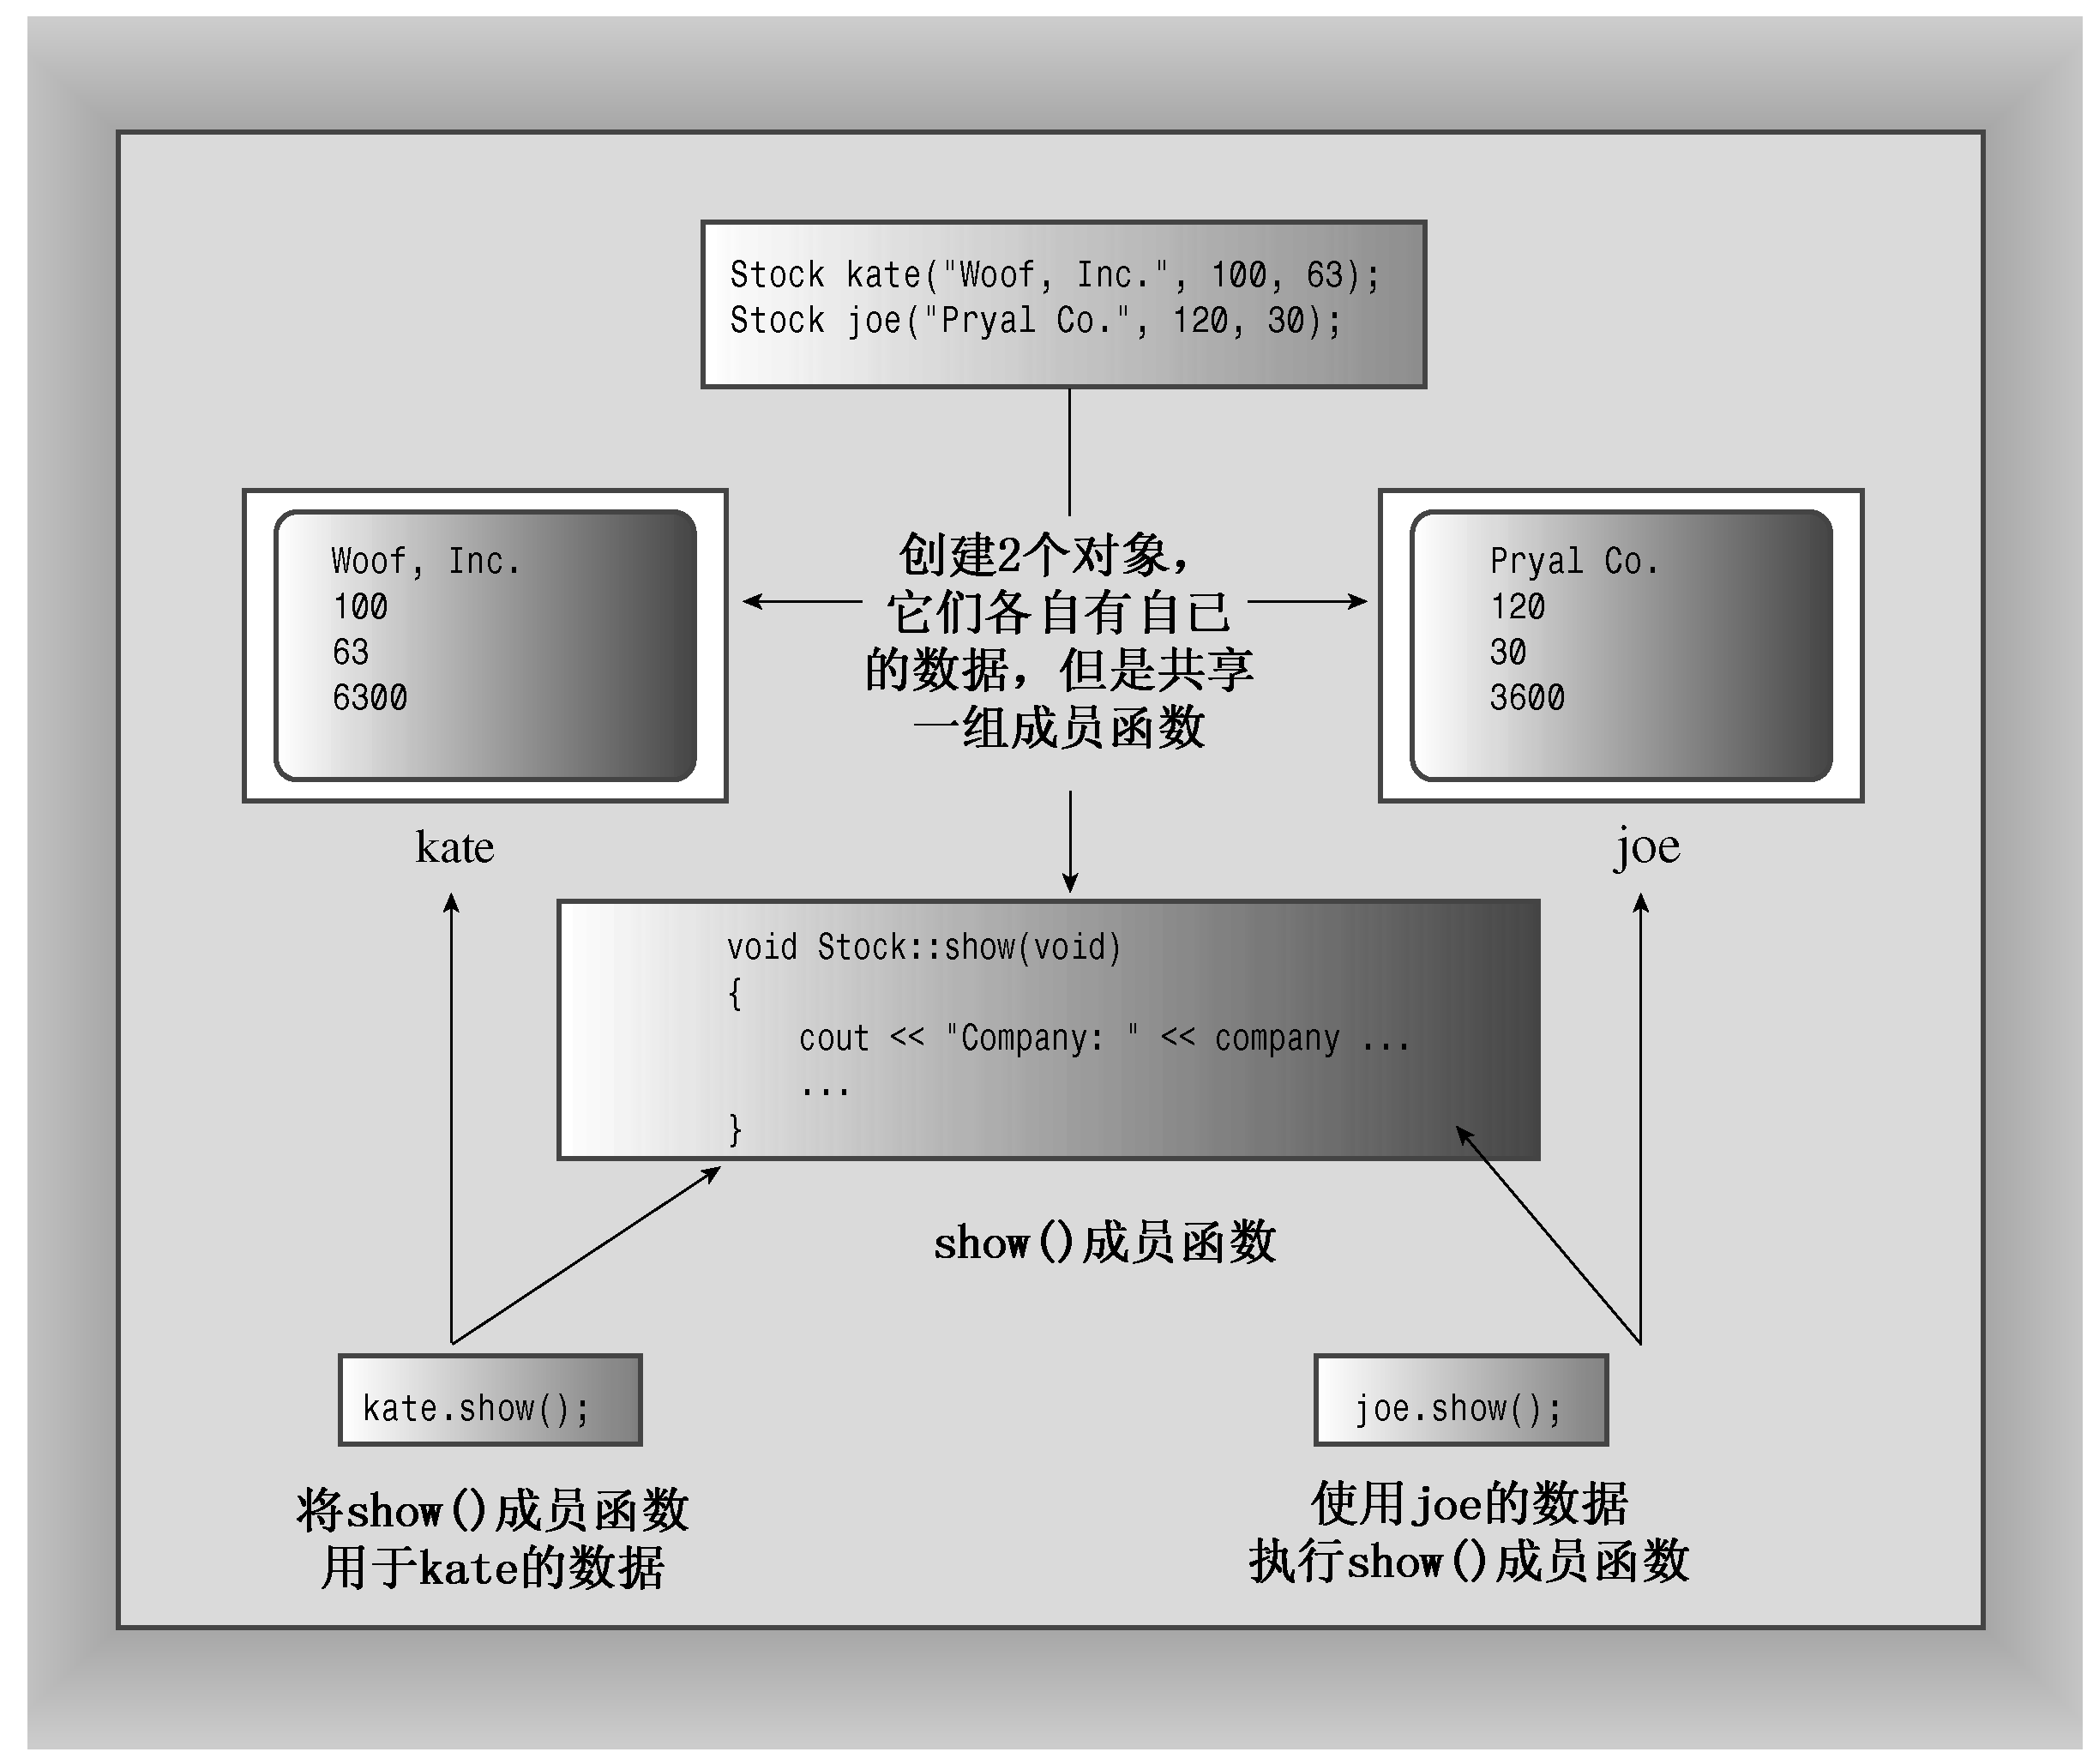 Stock kate("Woof, Inc.", 100, 63);
Stock joe("Pryal Co.", 120, 30);
Woof, Inc.
100
63
6300
kate
创建2个对象，
它们各自有自己
的数据，但是共享
一组成员函数
Pryal Co.
120
30
3600
joe
void Stock::show(void)
{
    cout << "Company: " << company ...
    ...
}
show()成员函数
kate.show();
将show()成员函数
用于kate的数据
joe.show();
使用joe的数据
执行show()成员函数